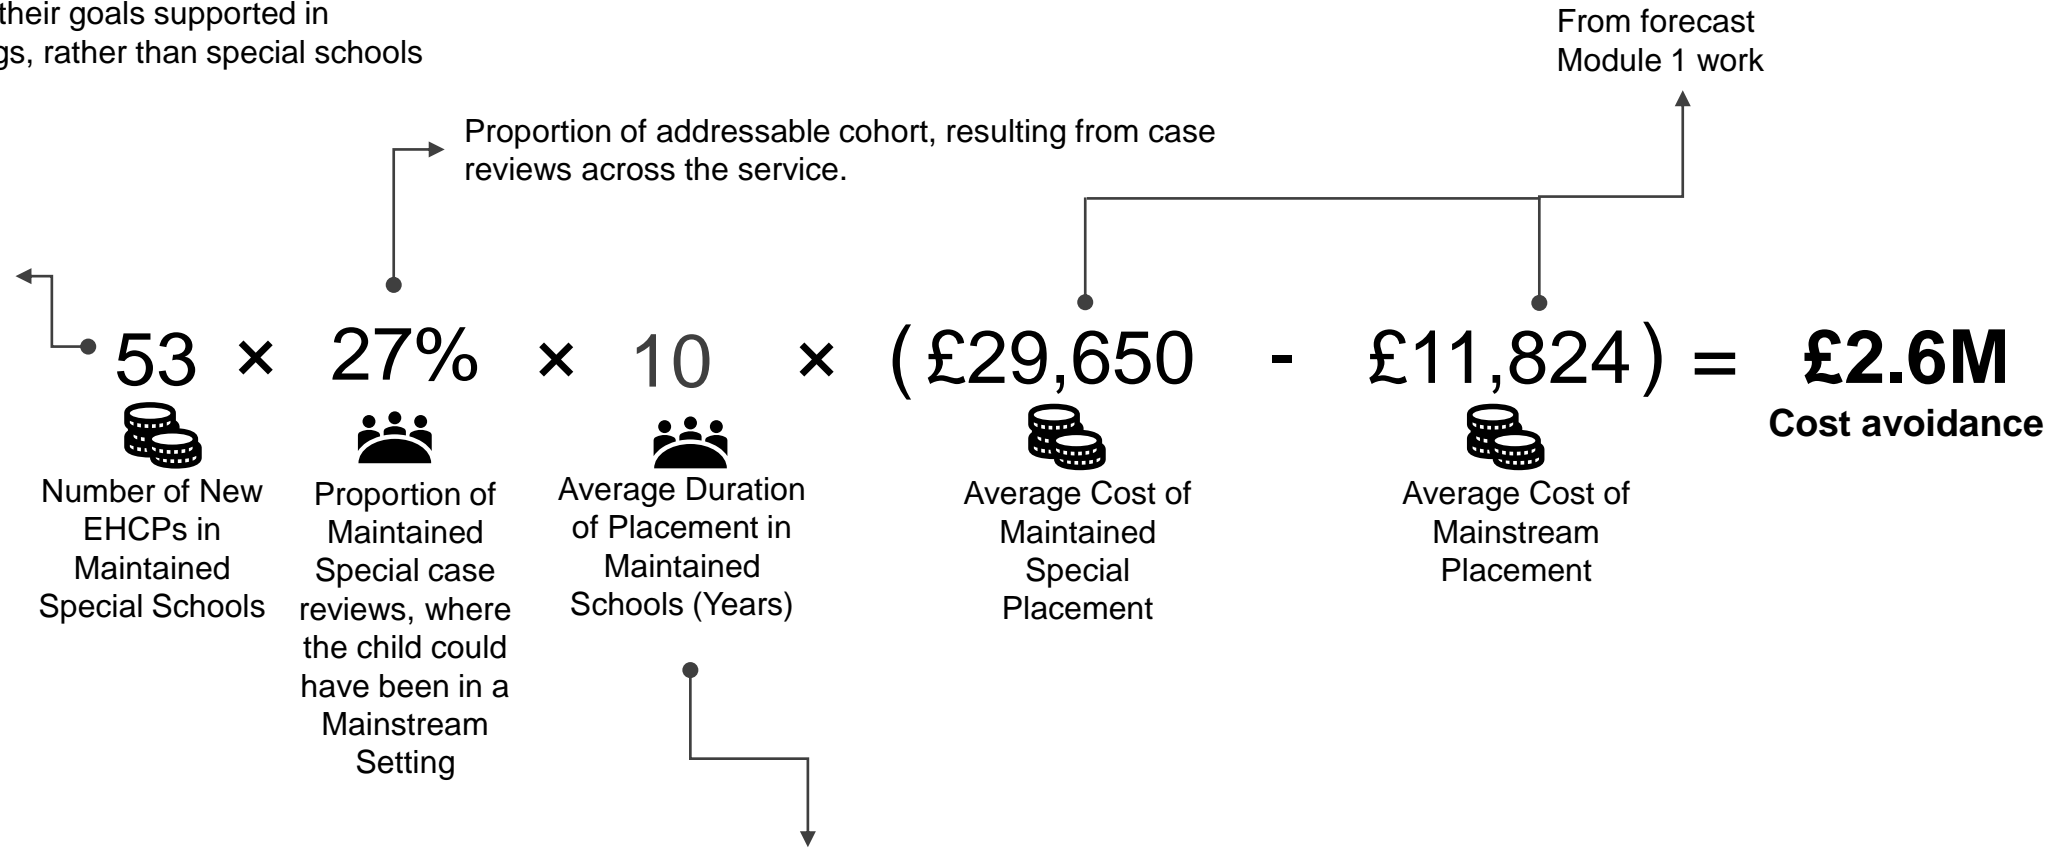 their goals supported in
gs, rather than special schools
From forecast
Module 1 work
Proportion of addressable cohort, resulting from case
reviews across the service.
53 × 27% × 10 × (£29,650 - £11,824) = £2.6M
Cost avoidance
Number of New
EHCPs in
Maintained
Special Schools
Proportion of
Maintained
Special case
reviews, where
the child could
have been in a
Mainstream
Setting
Average Duration
of Placement in
Maintained
Schools (Years)
Average Cost of
Maintained
Special
Placement
Average Cost of
Mainstream
Placement